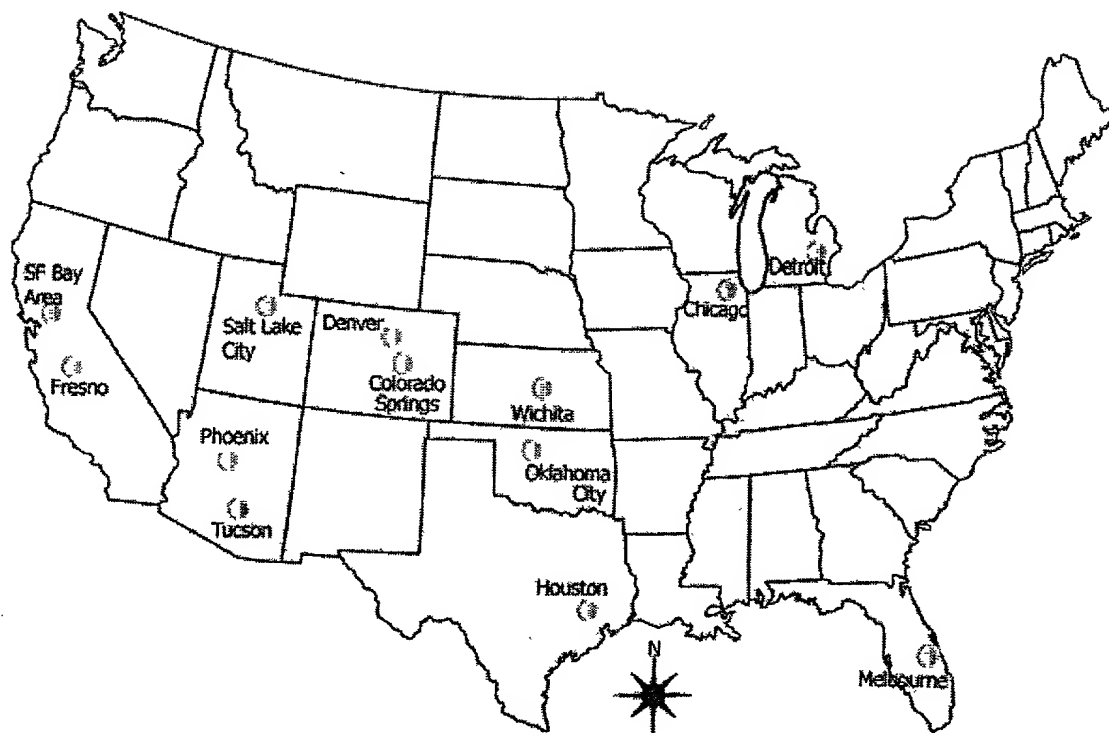 SF Bay
Area
Fresno
Salt Lake
City
Denver
Colorado
Springs
Phoenix
Tucson
Wichita
Oklahoma
City
Houston
Chicago
Detroit
Melbourne
N